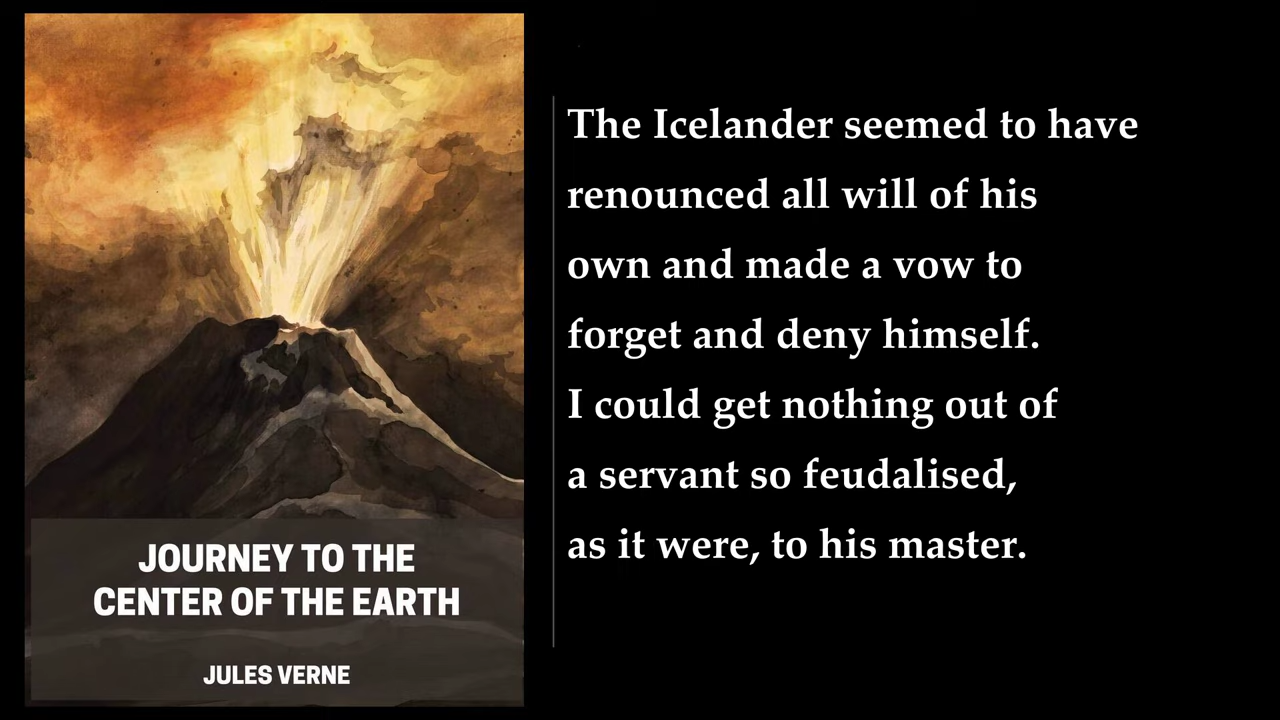 JOURNEY TO THE
CENTER OF THE EARTH
JULES VERNE
The Icelander seemed to have
renounced all will of his
own and made a vow to
forget and deny himself.
I could get nothing out of
a servant so feudalised,
as it were, to his master.